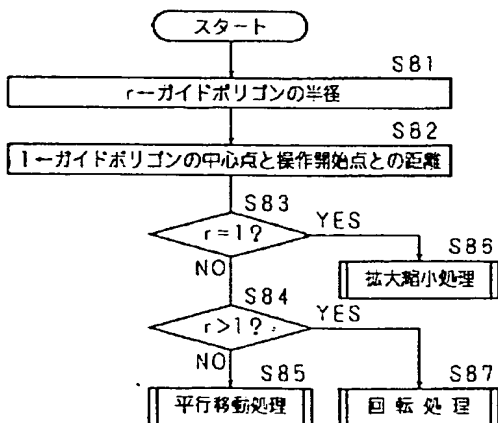 スタート
S81
r←ガイドポリゴンの半径
S82
l←ガイドポリゴンの中心点と操作開始点との距離
S83
r=l?
YES
NO
S86
拡大縮小処理
S84
r>l?
YES
NO
S85
平行移動処理
S87
回転処理